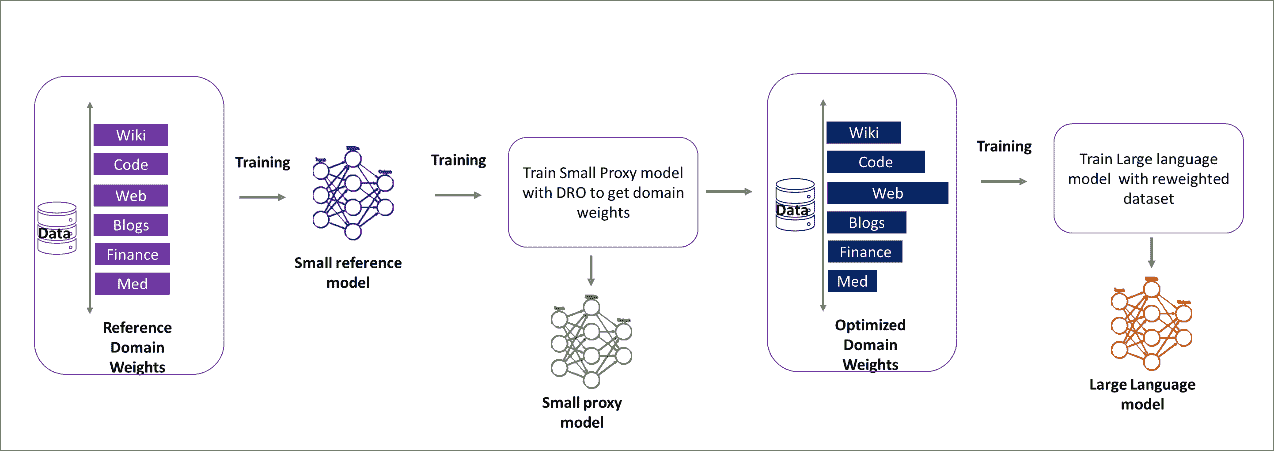 Data
Wiki
Code
Web
Blogs
Finance
Med
Reference
Domain
Weights
Training
Small reference
model
Training
Train Small Proxy model
with DRO to get domain
weights
Small proxy
model
Data
Wiki
Code
Web
Blogs
Finance
Med
Optimized
Domain
Weights
Training
Train Large language
model with reweighted
dataset
Large Language
model